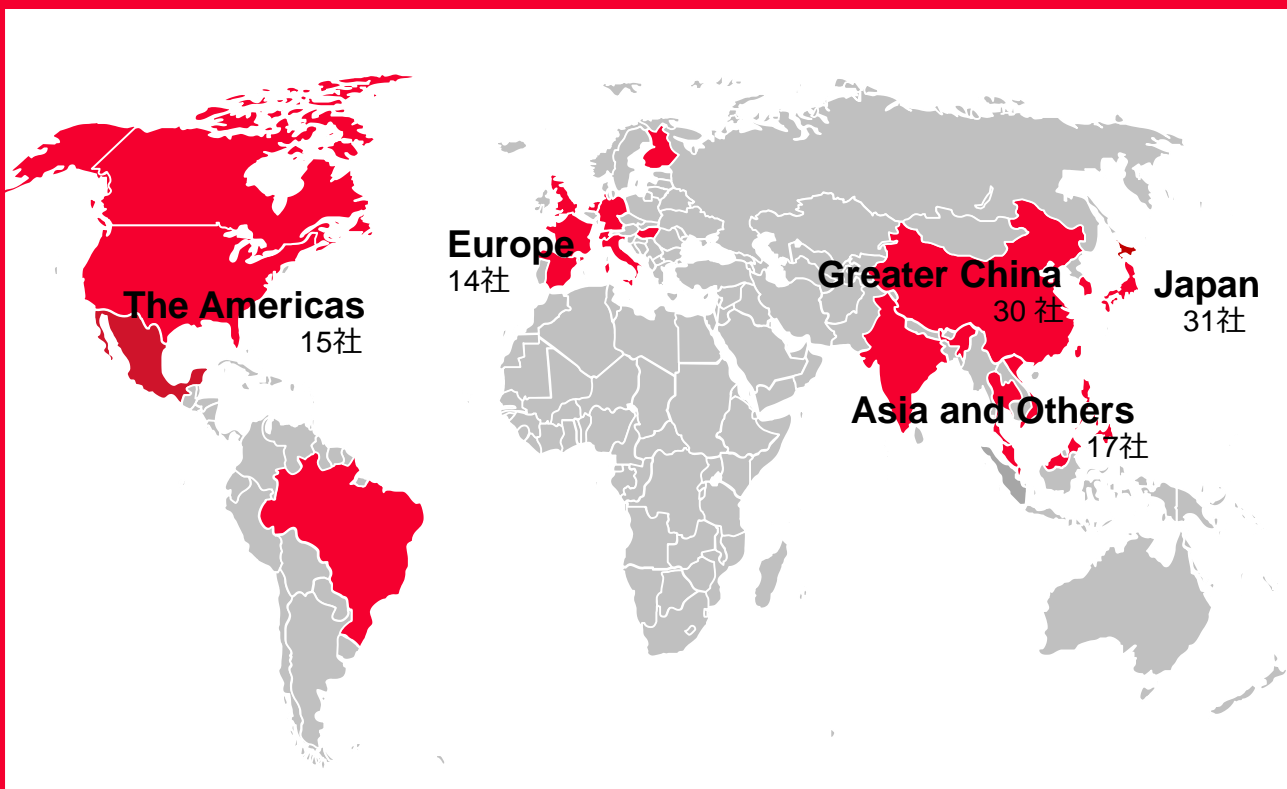 Europe
14社
The Americas
15社
Greater China
30 社
Japan
31社
Asia and Others
17社